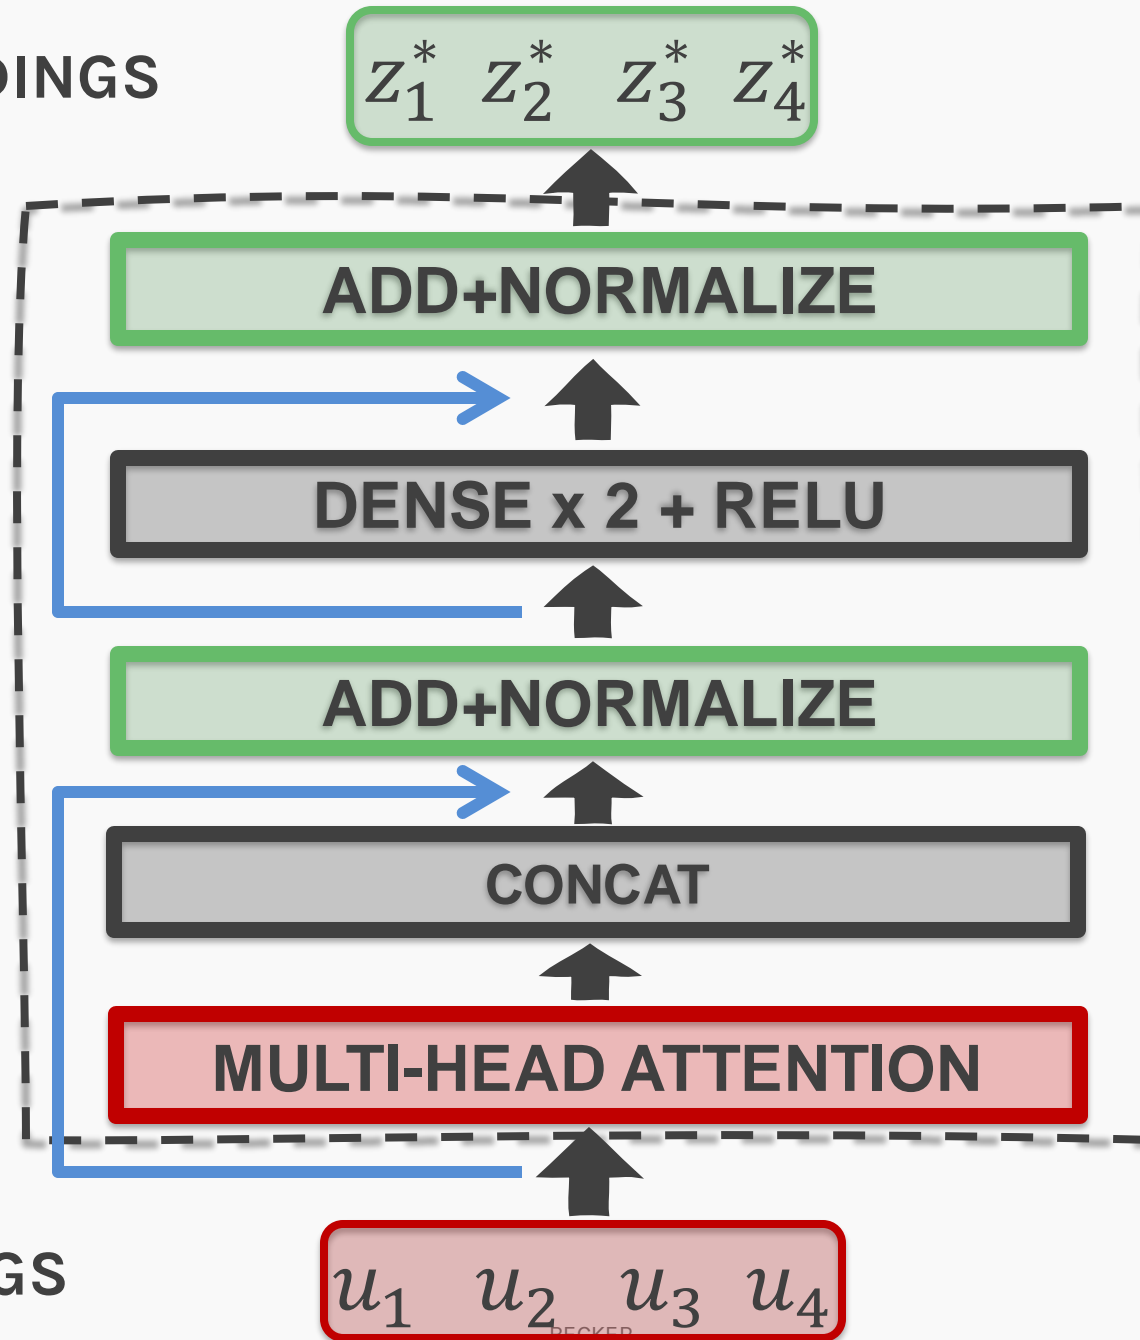 DINGS
z₁* z₂* z₃* z₄*
ADD+NORMALIZE
DENSE x 2 + RELU
ADD+NORMALIZE
CONCAT
MULTI-HEAD ATTENTION
GS
u₁ u₂ u₃ u₄
BECKER